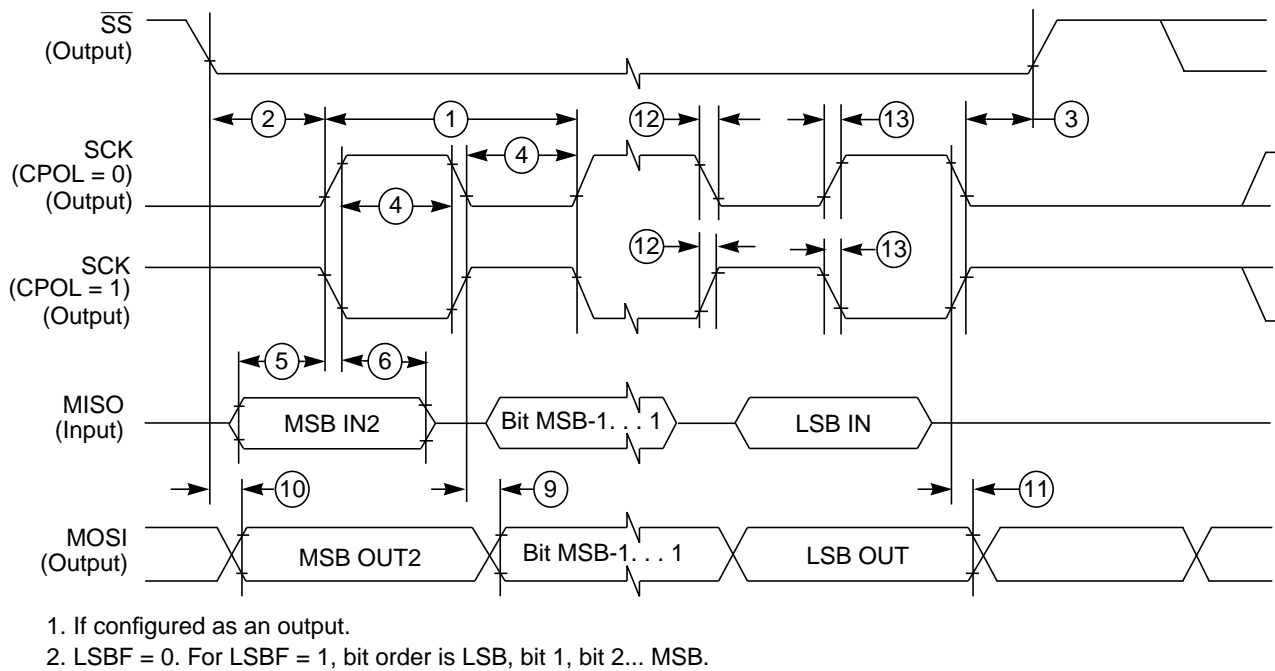 SS
(Output)
2
1
12
13
3
SCK
(CPOL = 0)
(Output)
4
4
12
13
SCK
(CPOL = 1)
(Output)
5
6
MISO
(Input)
MSB IN2
Bit MSB-1. . . 1
LSB IN
10
9
11
MOSI
(Output)
MSB OUT2
Bit MSB-1. . . 1
LSB OUT
1. If configured as an output.
2. LSBF = 0. For LSBF = 1, bit order is LSB, bit 1, bit 2... MSB.